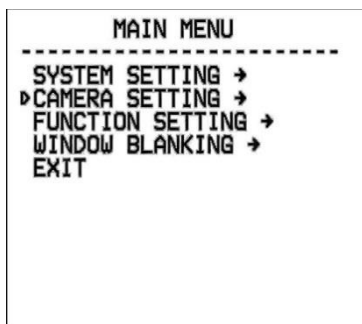 MAIN MENU
SYSTEM SETTING →
CAMERA SETTING →
FUNCTION SETTING →
WINDOW BLANKING →
EXIT